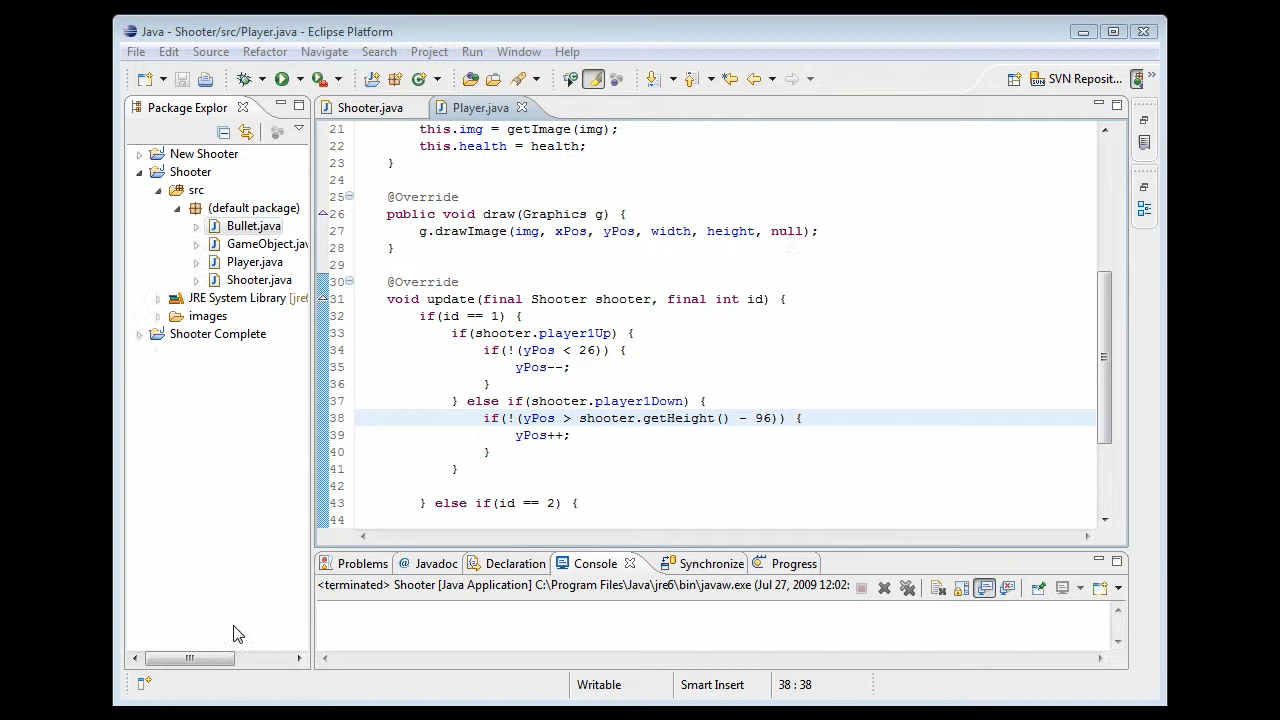 Java - Shooter/src/Player.java - Eclipse Platform
File Edit Source Refactor Navigate Search Project Run Window Help
SVN Reposit...
Package Explor
Shooter.java
Player.java
New Shooter
Shooter
src
(default package)
Bullet.java
GameObject.jav
Player.java
Shooter.java
JRE System Library [jre6
images
Shooter Complete
21 this.img = getImage(img);
22 this.health = health;
23 }
24
25 @Override
26 public void draw(Graphics g) {
27 g.drawImage(img, xPos, yPos, width, height, null);
28 }
29
30 @Override
31 void update(final Shooter shooter, final int id) {
32 if(id == 1) {
33 if(shooter.player1Up) {
34 if(!(yPos < 26)) {
35 yPos--;
36 }
37 } else if(shooter.player1Down) {
38 if(!(yPos > shooter.getHeight() - 96)) {
39 yPos++;
40 }
41 }
42
43 } else if(id == 2) {
44
Problems @ Javadoc Declaration Console Synchronize Progress
<terminated> Shooter [Java Application] C:\Program Files\Java\jre6\bin\javaw.exe (Jul 27, 2009 12:02:
Writable Smart Insert 38 : 38